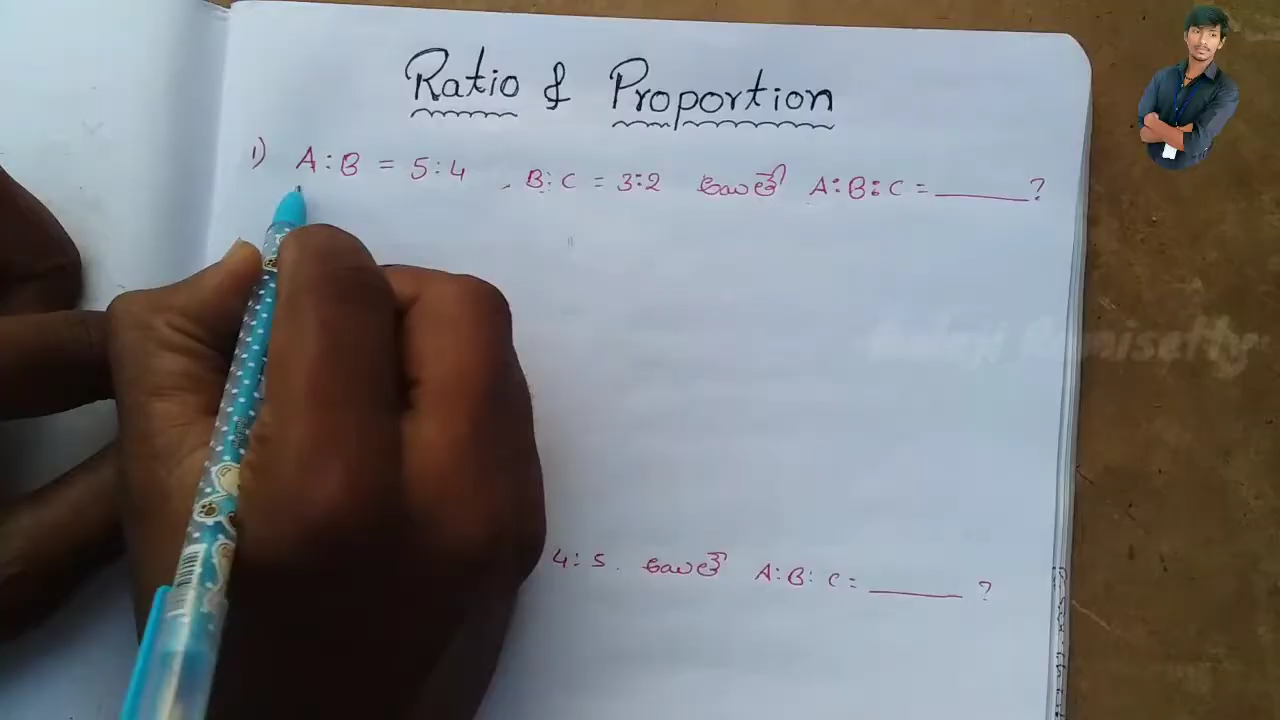 Ratio & Proportion
1) A:B = 5:4 , B:C = 3:2 అయితే A:B:C = ______ ?
4:5. అయితే A:B:C = ______ ?